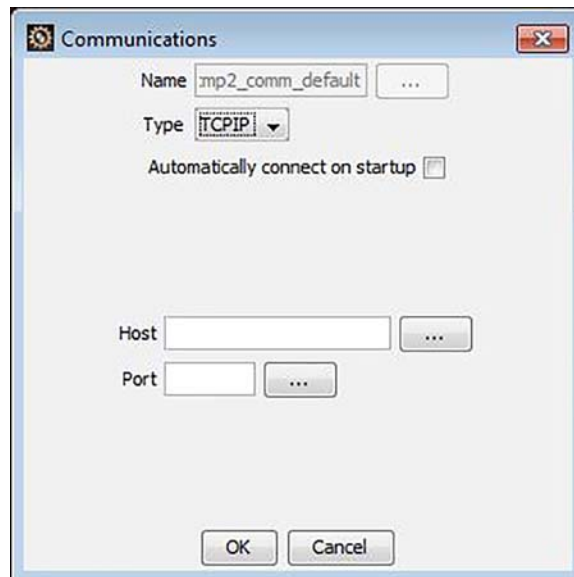 Communications
Name :mp2_comm_default ...
Type TCPIP
Automatically connect on startup
Host ...
Port ...
OK Cancel